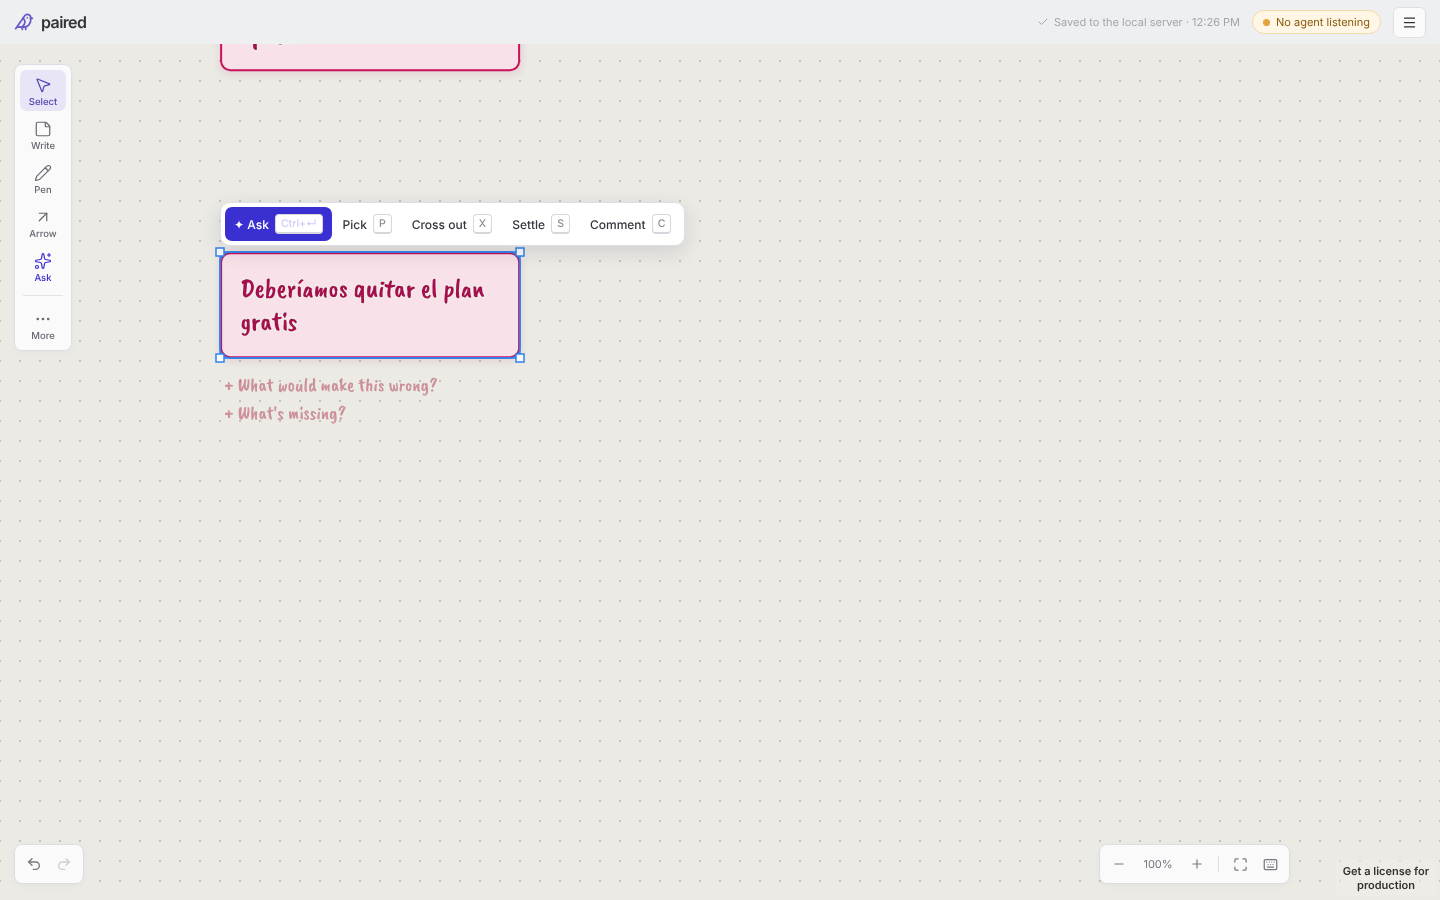 paired
Saved to the local server · 12:26 PM
No agent listening
Select
Write
Pen
Arrow
Ask
More
✦ Ask Ctrl+↵ Pick P Cross out X Settle S Comment C
Deberíamos quitar el plan
gratis
+ What would make this wrong?
+ What's missing?
100%
Get a license for
production